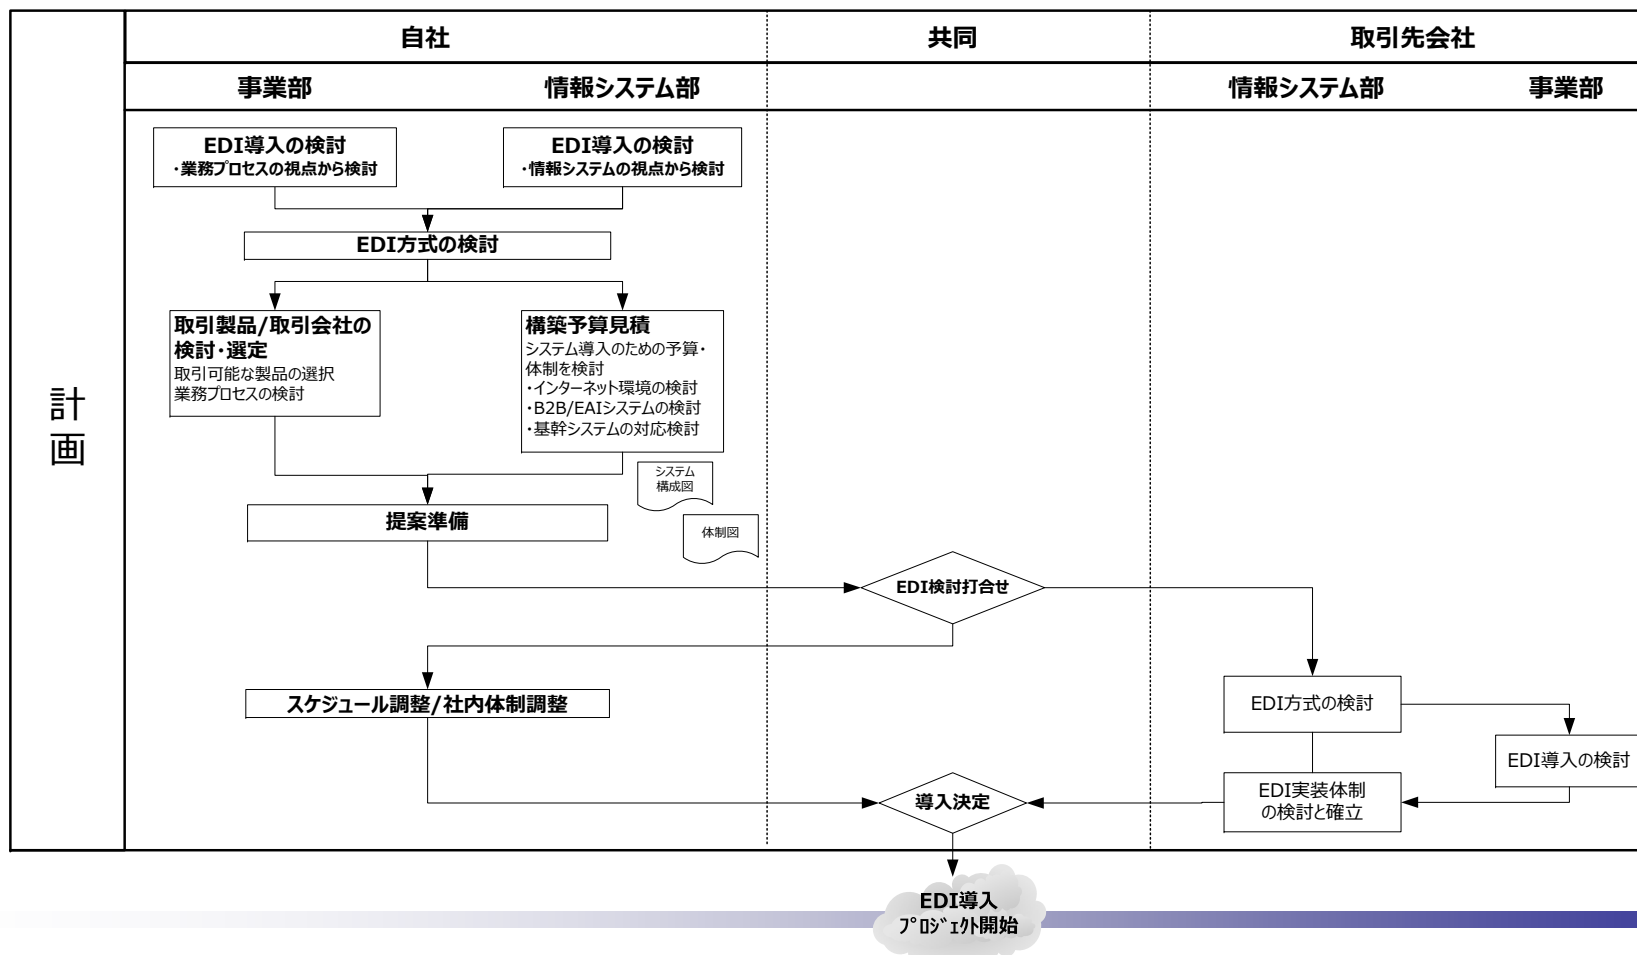 自社
共同
取引先会社
事業部
情報システム部
情報システム部
事業部
計
画
EDI導入の検討
・業務プロセスの視点から検討
EDI導入の検討
・情報システムの視点から検討
EDI方式の検討
取引製品/取引会社の
検討・選定
取引可能な製品の選択
業務プロセスの検討
構築予算見積
システム導入のための予算・
体制を検討
・インターネット環境の検討
・B2B/EAIシステムの検討
・基幹システムの対応検討
システム
構成図
提案準備
体制図
EDI検討打合せ
スケジュール調整/社内体制調整
EDI方式の検討
EDI導入の検討
EDI実装体制
の検討と確立
導入決定
EDI導入
プロジェクト開始